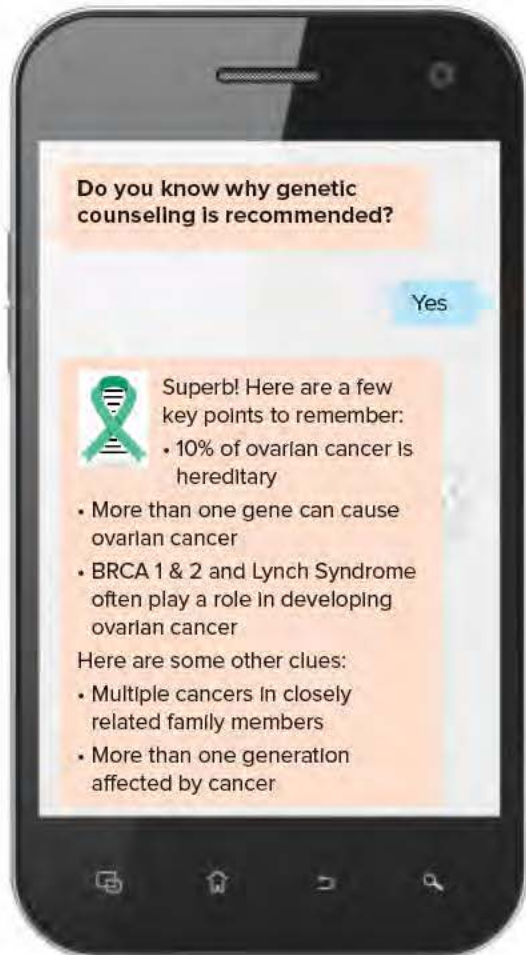 Do you know why genetic
counseling is recommended?
Yes
Superb! Here are a few
key points to remember:
• 10% of ovarian cancer is
hereditary
• More than one gene can cause
ovarian cancer
• BRCA 1 & 2 and Lynch Syndrome
often play a role in developing
ovarian cancer
Here are some other clues:
• Multiple cancers in closely
related family members
• More than one generation
affected by cancer